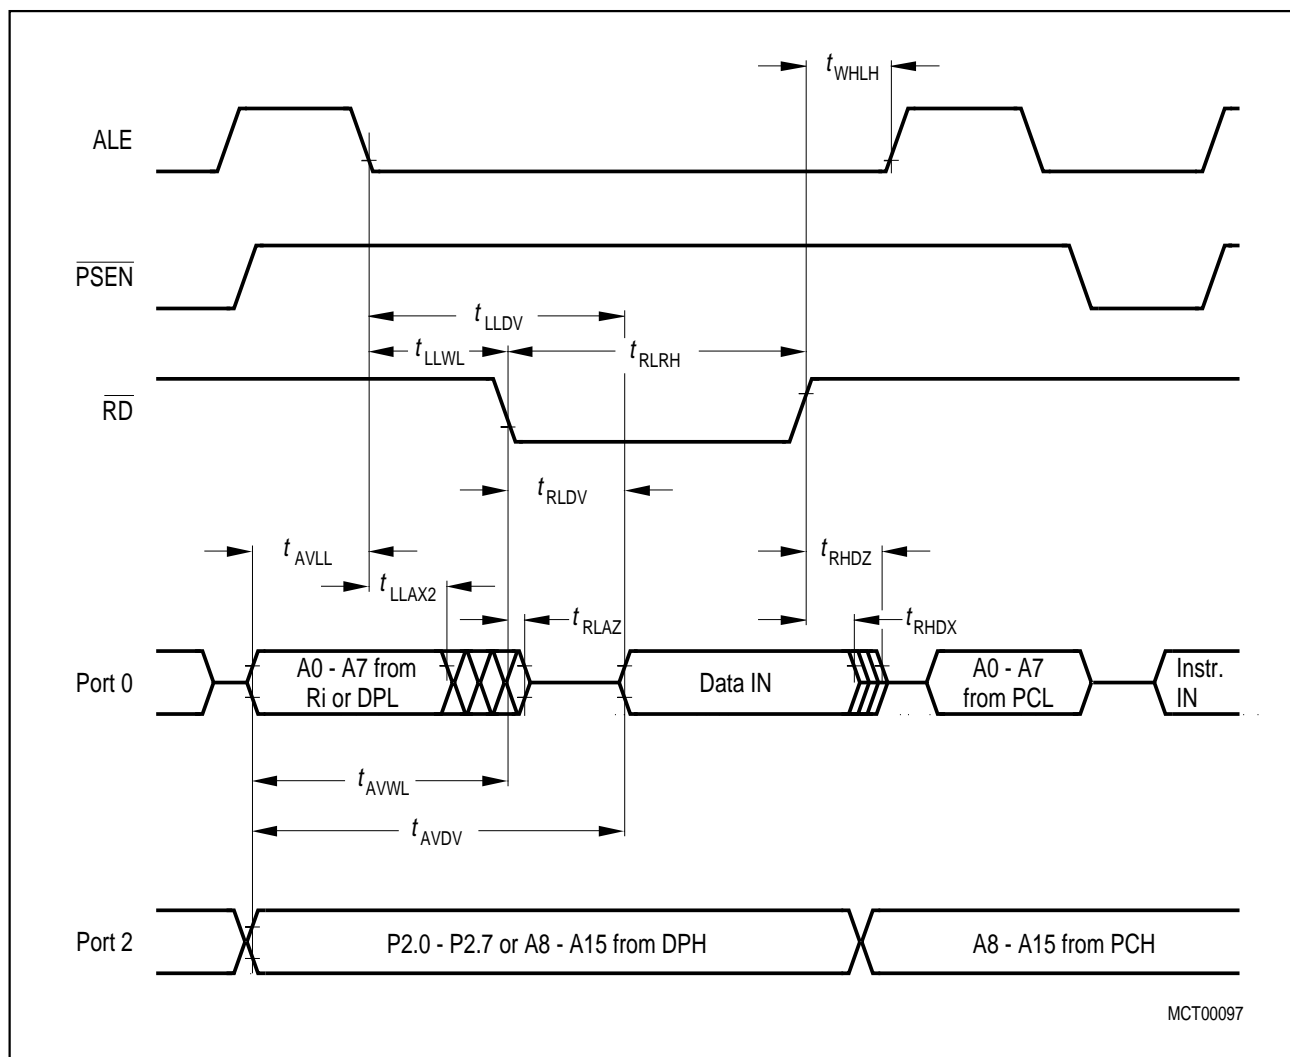 t WHLH
ALE
PSEN
t LLDV
t LLWL
t RLRH
RD
t RLDV
t AVLL
t RHDZ
t LLAX2
t RLAZ
t RHDX
Port 0
A0 - A7 from
Ri or DPL
Data IN
A0 - A7
from PCL
Instr.
IN
t AVWL
t AVDV
Port 2
P2.0 - P2.7 or A8 - A15 from DPH
A8 - A15 from PCH
MCT00097